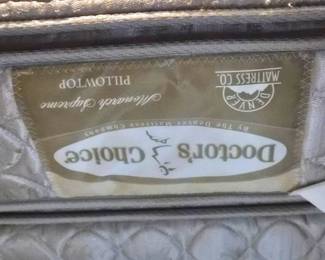 Doctor's
Choice®
By The Denver Mattress Company
Monarch Supreme
PILLOWTOP
DENVER
MATTRESS CO